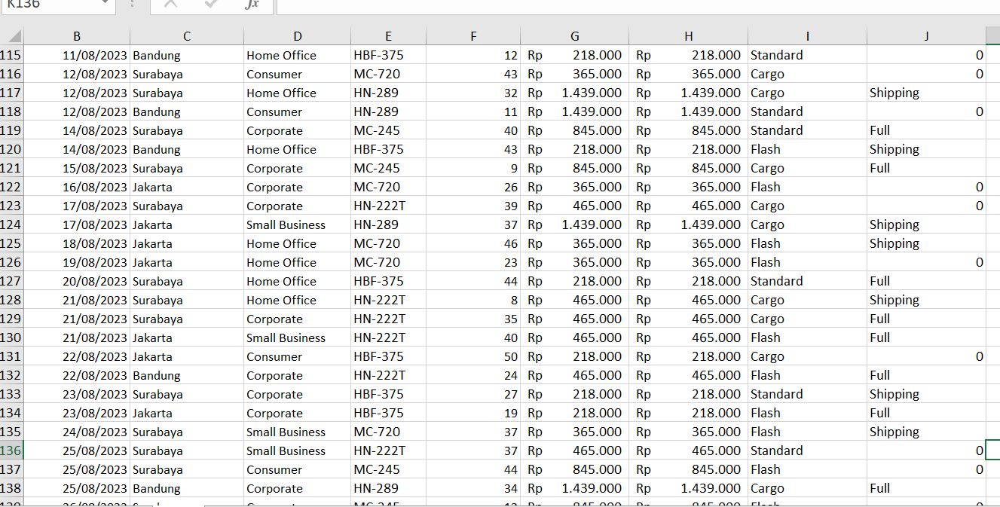 K136 fx
B C D E F G H I J
115 11/08/2023 Bandung Home Office HBF-375 12 Rp 218.000 Rp 218.000 Standard 0
116 12/08/2023 Surabaya Consumer MC-720 43 Rp 365.000 Rp 365.000 Cargo 0
117 12/08/2023 Surabaya Home Office HN-289 32 Rp 1.439.000 Rp 1.439.000 Cargo Shipping
118 12/08/2023 Bandung Consumer HN-289 11 Rp 1.439.000 Rp 1.439.000 Standard 0
119 14/08/2023 Surabaya Corporate MC-245 40 Rp 845.000 Rp 845.000 Standard Full
120 14/08/2023 Bandung Home Office HBF-375 43 Rp 218.000 Rp 218.000 Flash Shipping
121 15/08/2023 Surabaya Corporate MC-245 9 Rp 845.000 Rp 845.000 Cargo Full
122 16/08/2023 Jakarta Corporate MC-720 26 Rp 365.000 Rp 365.000 Flash 0
123 17/08/2023 Surabaya Corporate HN-222T 39 Rp 465.000 Rp 465.000 Cargo 0
124 17/08/2023 Jakarta Small Business HN-289 37 Rp 1.439.000 Rp 1.439.000 Cargo Shipping
125 18/08/2023 Jakarta Home Office MC-720 46 Rp 365.000 Rp 365.000 Flash Shipping
126 19/08/2023 Jakarta Home Office MC-720 23 Rp 365.000 Rp 365.000 Flash 0
127 20/08/2023 Surabaya Home Office HBF-375 44 Rp 218.000 Rp 218.000 Standard Full
128 21/08/2023 Surabaya Home Office HN-222T 8 Rp 465.000 Rp 465.000 Cargo Shipping
129 21/08/2023 Surabaya Corporate HN-222T 35 Rp 465.000 Rp 465.000 Cargo Full
130 21/08/2023 Jakarta Small Business HN-222T 40 Rp 465.000 Rp 465.000 Flash Full
131 22/08/2023 Jakarta Consumer HBF-375 50 Rp 218.000 Rp 218.000 Cargo 0
132 22/08/2023 Bandung Corporate HN-222T 24 Rp 465.000 Rp 465.000 Flash Full
133 23/08/2023 Surabaya Corporate HBF-375 27 Rp 218.000 Rp 218.000 Standard Shipping
134 23/08/2023 Jakarta Corporate HBF-375 19 Rp 218.000 Rp 218.000 Flash Full
135 24/08/2023 Surabaya Small Business MC-720 37 Rp 365.000 Rp 365.000 Flash Shipping
136 25/08/2023 Surabaya Small Business HN-222T 37 Rp 465.000 Rp 465.000 Standard 0
137 25/08/2023 Surabaya Consumer MC-245 44 Rp 845.000 Rp 845.000 Flash 0
138 25/08/2023 Bandung Corporate HN-289 34 Rp 1.439.000 Rp 1.439.000 Cargo Full